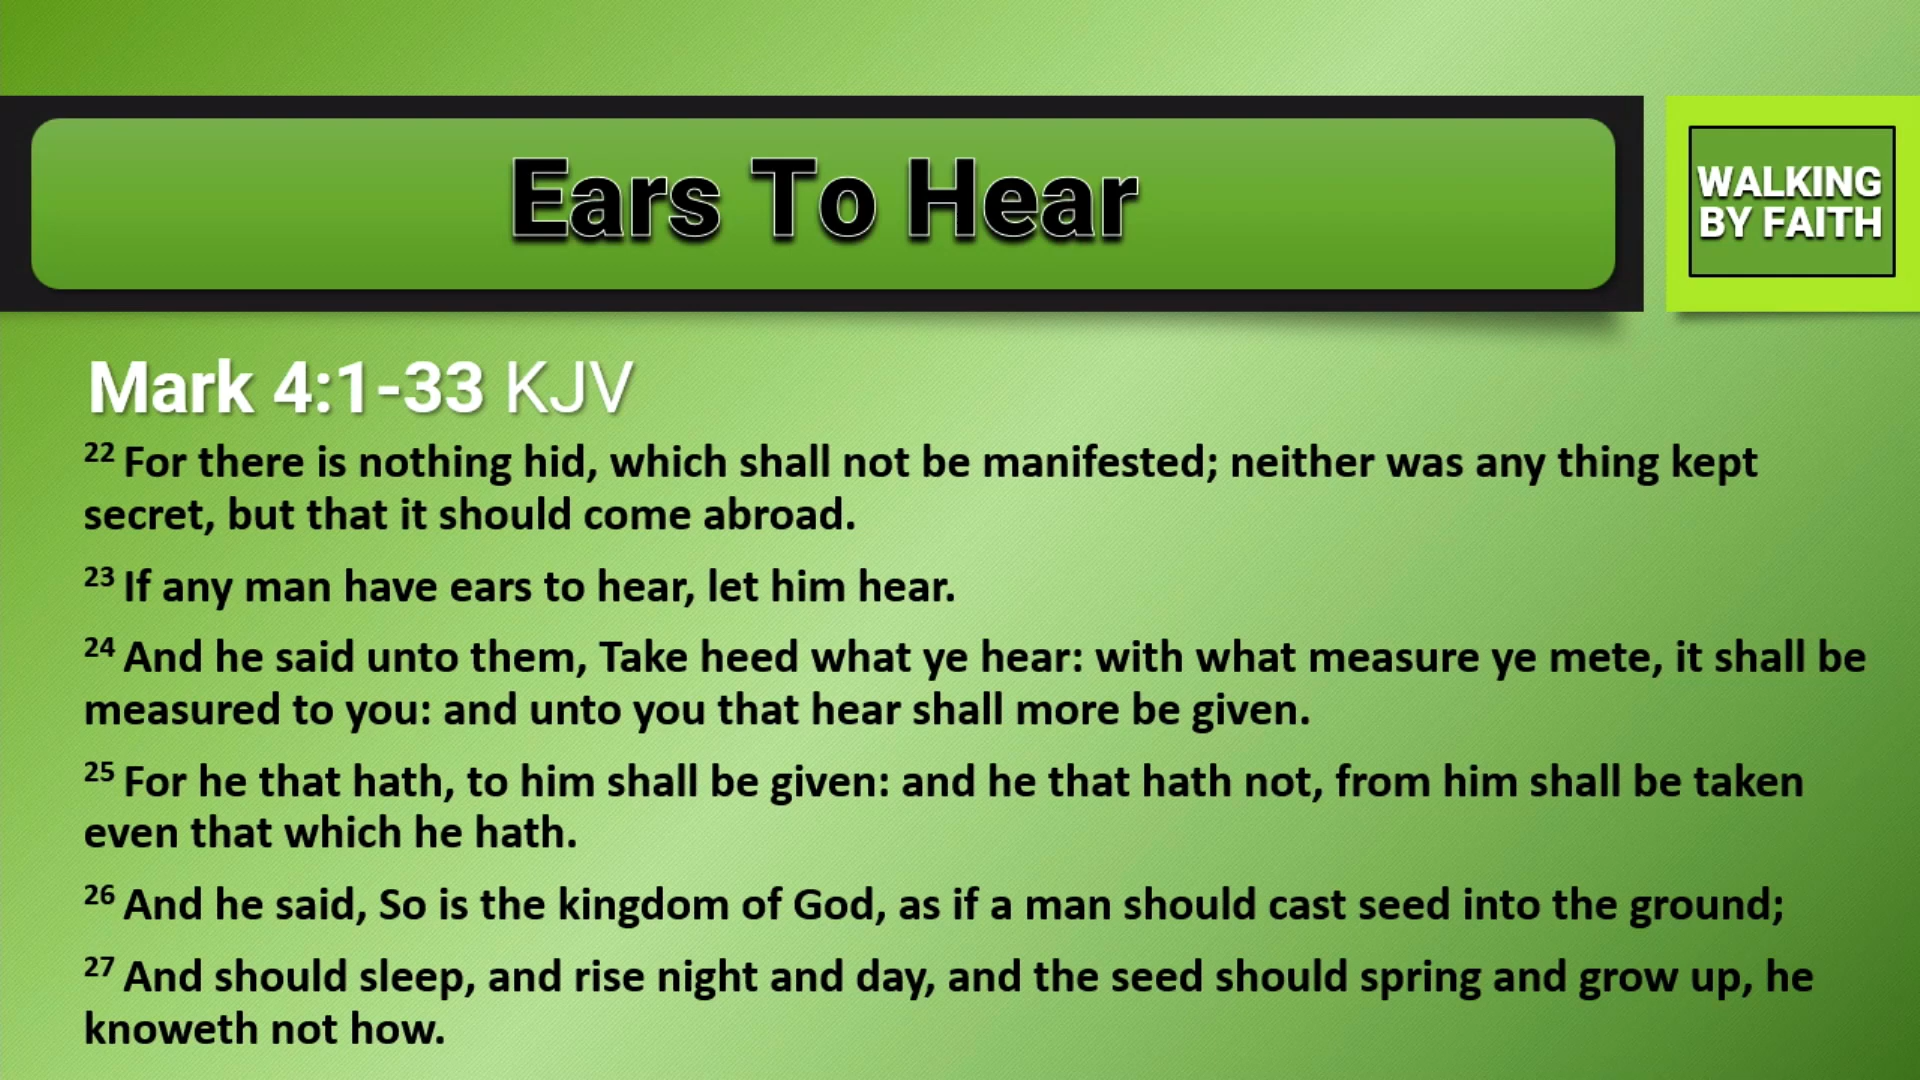 Ears To Hear
WALKING
BY FAITH
Mark 4:1-33 KJV
22 For there is nothing hid, which shall not be manifested; neither was any thing kept
secret, but that it should come abroad.
23 If any man have ears to hear, let him hear.
24 And he said unto them, Take heed what ye hear: with what measure ye mete, it shall be
measured to you: and unto you that hear shall more be given.
25 For he that hath, to him shall be given: and he that hath not, from him shall be taken
even that which he hath.
26 And he said, So is the kingdom of God, as if a man should cast seed into the ground;
27 And should sleep, and rise night and day, and the seed should spring and grow up, he
knoweth not how.